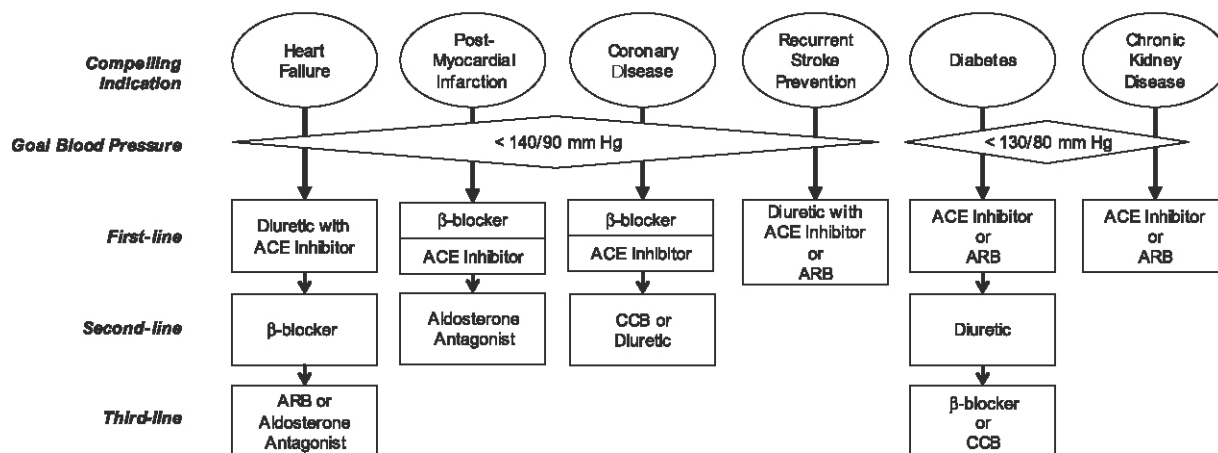 Compelling
Indication
Heart
Failure
Post-
Myocardial
Infarction
Coronary
Disease
Recurrent
Stroke
Prevention
Diabetes
Chronic
Kidney
Disease
Goal Blood Pressure
< 140/90 mm Hg
< 130/80 mm Hg
First-line
Diuretic with
ACE Inhibitor
β-blocker
ACE Inhibitor
β-blocker
ACE Inhibitor
Diuretic with
ACE Inhibitor
or
ARB
ACE Inhibitor
or
ARB
ACE Inhibitor
or
ARB
Second-line
β-blocker
Aldosterone
Antagonist
CCB or
Diuretic
Diuretic
Third-line
ARB or
Aldosterone
Antagonist
β-blocker
or
CCB